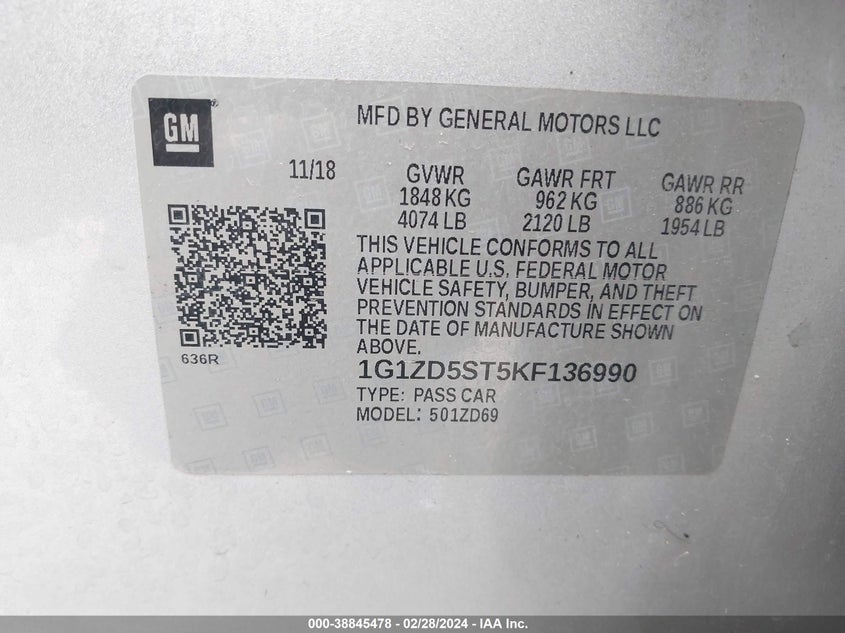 GM
MFD BY GENERAL MOTORS LLC
11/18
GVWR GAWR FRT GAWR RR
1848 KG 962 KG 886 KG
4074 LB 2120 LB 1954 LB
THIS VEHICLE CONFORMS TO ALL
APPLICABLE U.S. FEDERAL MOTOR
VEHICLE SAFETY, BUMPER, AND THEFT
PREVENTION STANDARDS IN EFFECT ON
THE DATE OF MANUFACTURE SHOWN
ABOVE.
636R
1G1ZD5ST5KF136990
TYPE: PASS CAR
MODEL: 501ZD69
000-38845478 - 02/28/2024 - IAAI.com